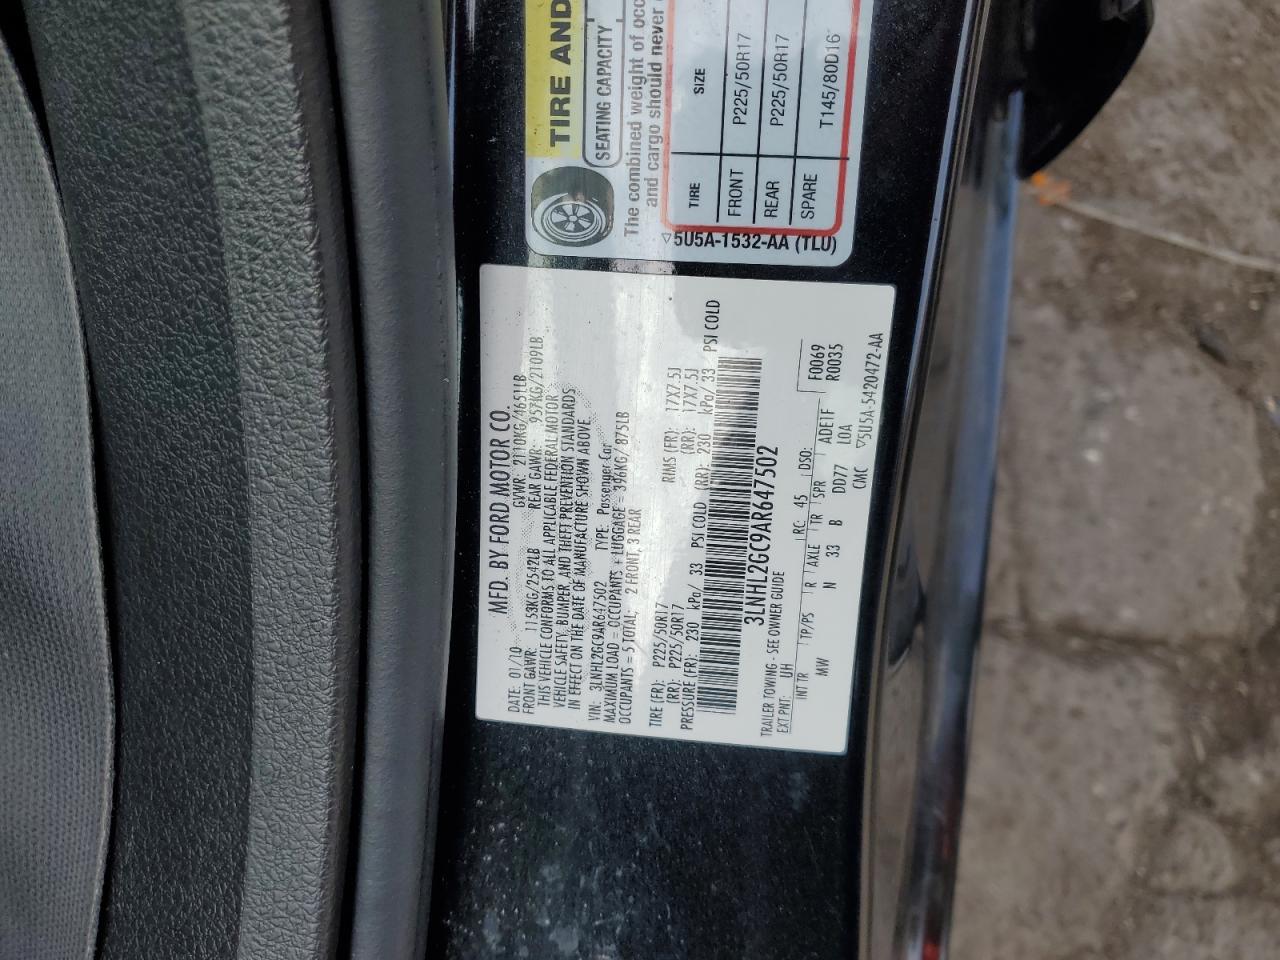 TIRE AND
SEATING CAPACITY
The combined weight of
and cargo should never
TIRE SIZE
FRONT P225/50R17
REAR P225/50R17
SPARE T145/80D16
▽5U5A-1532-AA (TLU)
MFD. BY FORD MOTOR CO.
DATE: 01/10 GVWR: 2110KG/4651LB
FRONT GAWR: 1153KG/2542LB REAR GAWR: 957KG/2109LB
THIS VEHICLE CONFORMS TO ALL APPLICABLE FEDERAL MOTOR
VEHICLE SAFETY, BUMPER, AND THEFT PREVENTION STANDARDS
IN EFFECT ON THE DATE OF MANUFACTURE SHOWN ABOVE.
VIN: 3LNHL2GC9AR647502 TYPE: Passenger Car
MAXIMUM LOAD = OCCUPANTS + LUGGAGE = 396KG/875LB
OCCUPANTS = 5 TOTAL: 2 FRONT, 3 REAR
TIRE (FR): P225/50R17 RIMS (FR): 17X7.5J
(RR): P225/50R17 (RR): 17X7.5J
PRESSURE (FR): 230 kPa/ 33 PSI COLD (RR): 230 kPa/ 33 PSI COLD
3LNHL2GC9AR647502
TRAILER TOWING - SEE OWNER GUIDE
EXT PNT: UH RC: 45 DSO: F0069
R0035
INT TR TP/PS R AXLE TR SPR ADE1F
MW N 33 B DD77 LOA
CMC ▽5U5A-5420472-AA